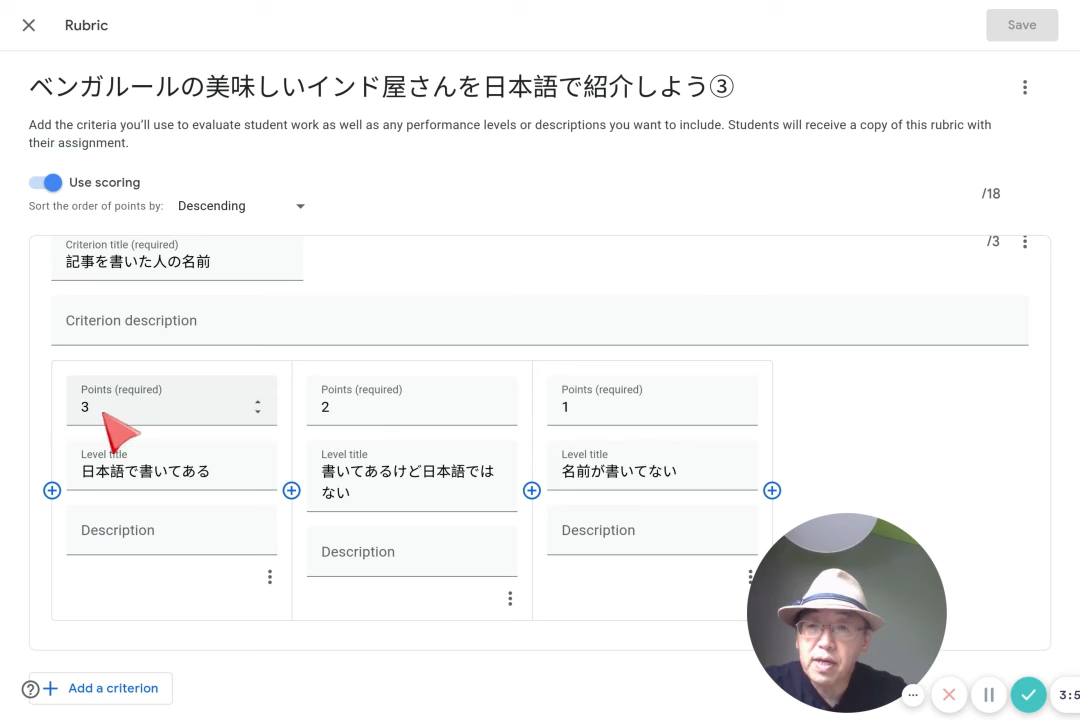 Rubric
Save
ベンガルールの美味しいインド屋さんを日本語で紹介しよう③
Add the criteria you'll use to evaluate student work as well as any performance levels or descriptions you want to include. Students will receive a copy of this rubric with
their assignment.
Use scoring
/18
Sort the order of points by: Descending
/3
Criterion title (required)
記事を書いた人の名前
Criterion description
Points (required)
3
Level title
日本語で書いてある
Description
Points (required)
2
Level title
書いてあるけど日本語では
ない
Description
Points (required)
1
Level title
名前が書いてない
Description
Add a criterion
3:5